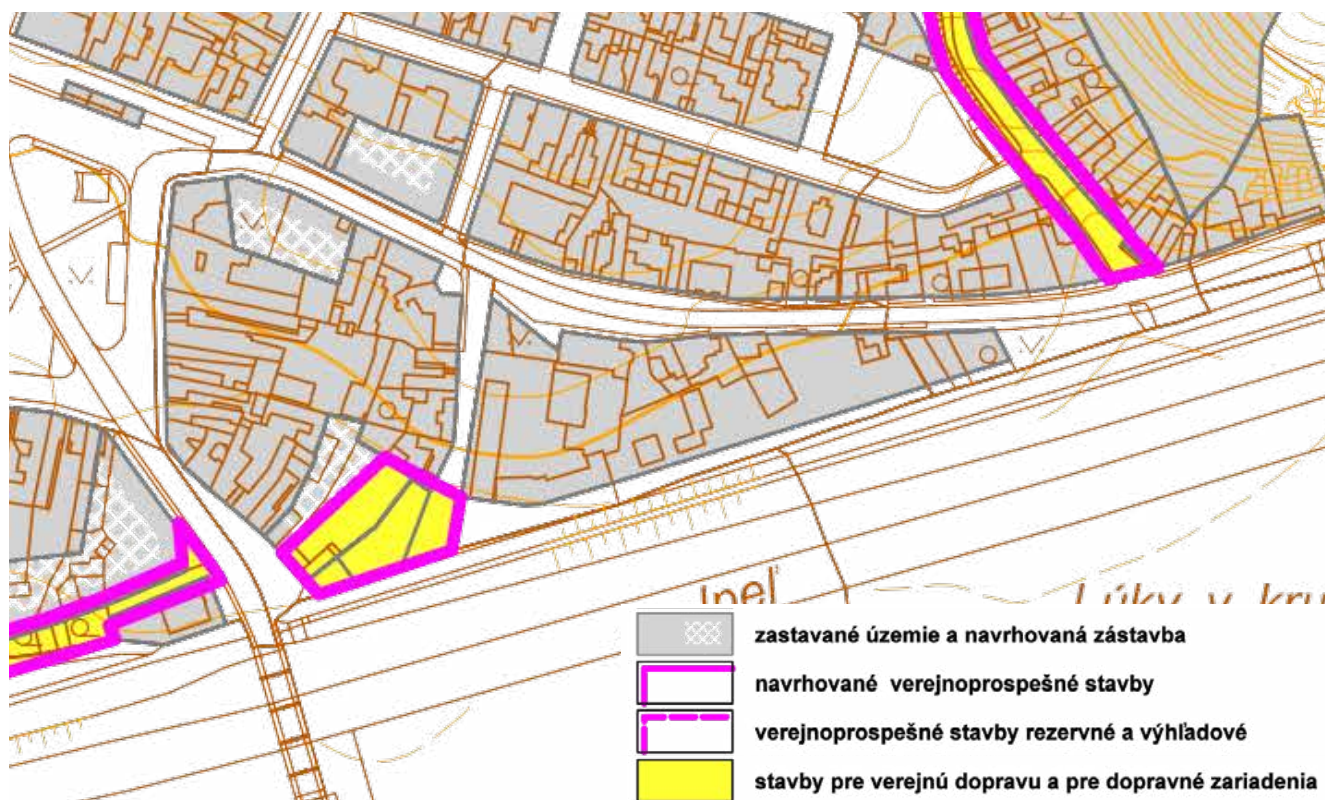 Ipeľ
Lúky v kru
zastavané územie a navrhovaná zástavba
navrhované verejnoprospešné stavby
verejnoprospešné stavby rezervné a výhľadové
stavby pre verejnú dopravu a pre dopravné zariadenia